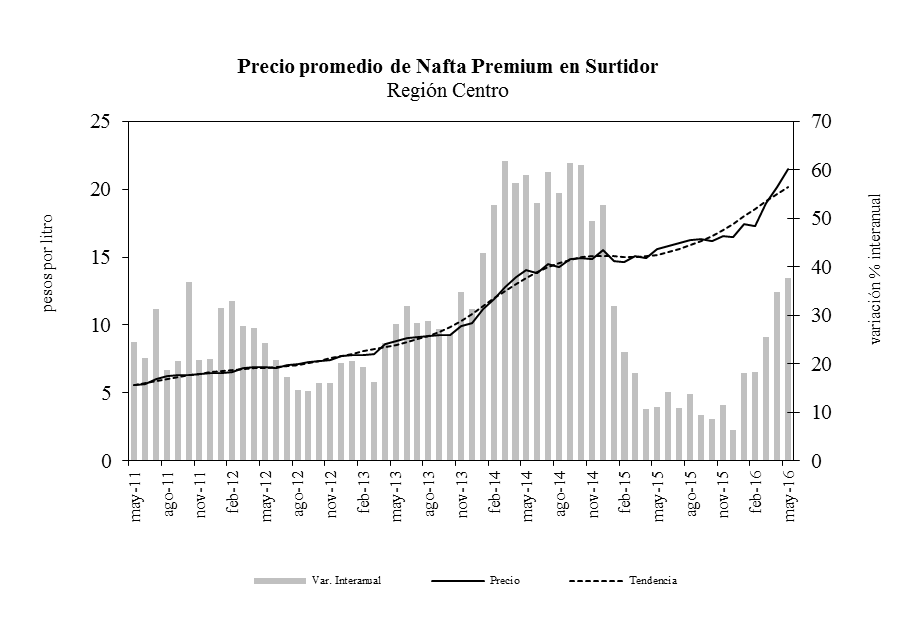 Precio promedio de Nafta Premium en Surtidor
Región Centro
pesos por litro
25
20
15
10
5
0
70
60
50
40
30
20
10
0
variación % interanual
may-11
ago-11
nov-11
feb-12
may-12
ago-12
nov-12
feb-13
may-13
ago-13
nov-13
feb-14
may-14
ago-14
nov-14
feb-15
may-15
ago-15
nov-15
feb-16
may-16
Var. Interanual
Precio
Tendencia